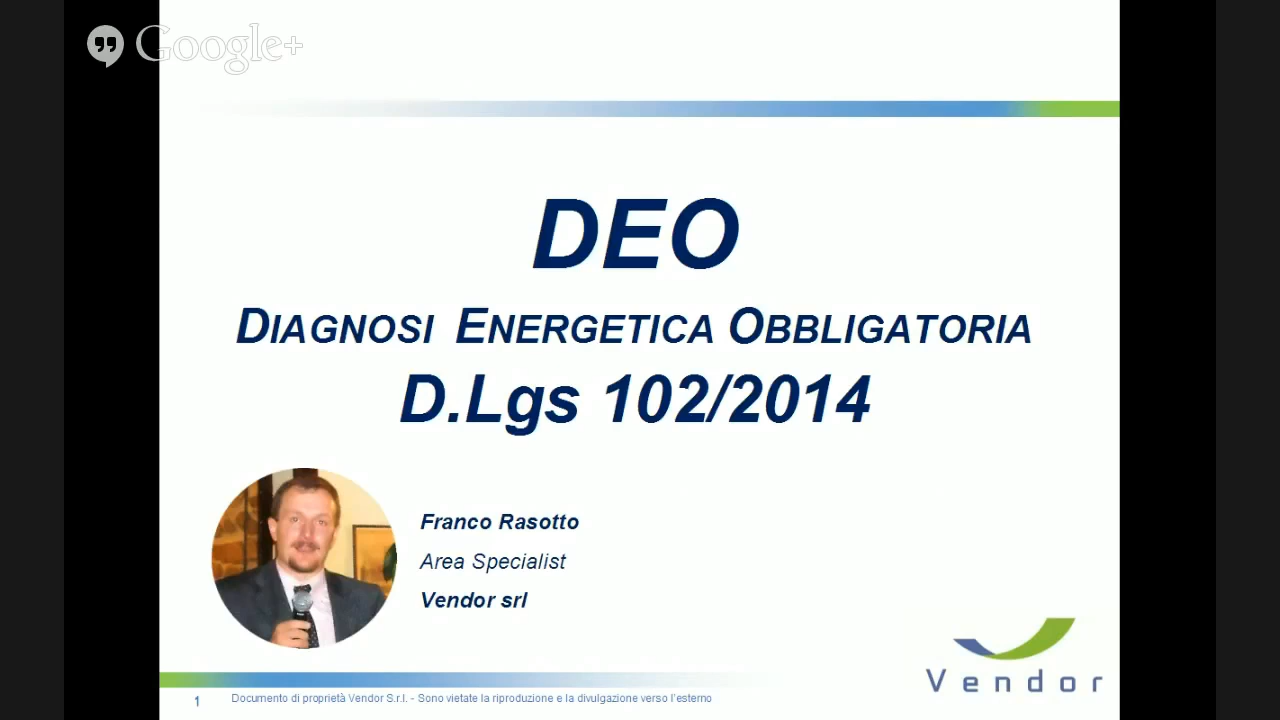 Google+
DEO
DIAGNOSI ENERGETICA OBBLIGATORIA
D.Lgs 102/2014
Franco Rasotto
Area Specialist
Vendor srl
Vendor
1 Documento di proprietà Vendor S.r.l. - Sono vietate la riproduzione e la divulgazione verso l'esterno